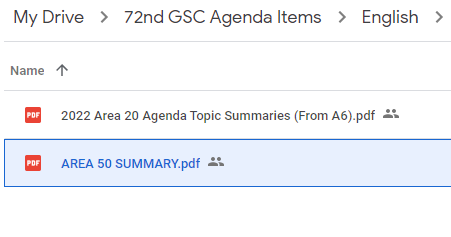 My Drive > 72nd GSC Agenda Items > English >
Name ↑
PDF 2022 Area 20 Agenda Topic Summaries (From A6).pdf
PDF AREA 50 SUMMARY.pdf